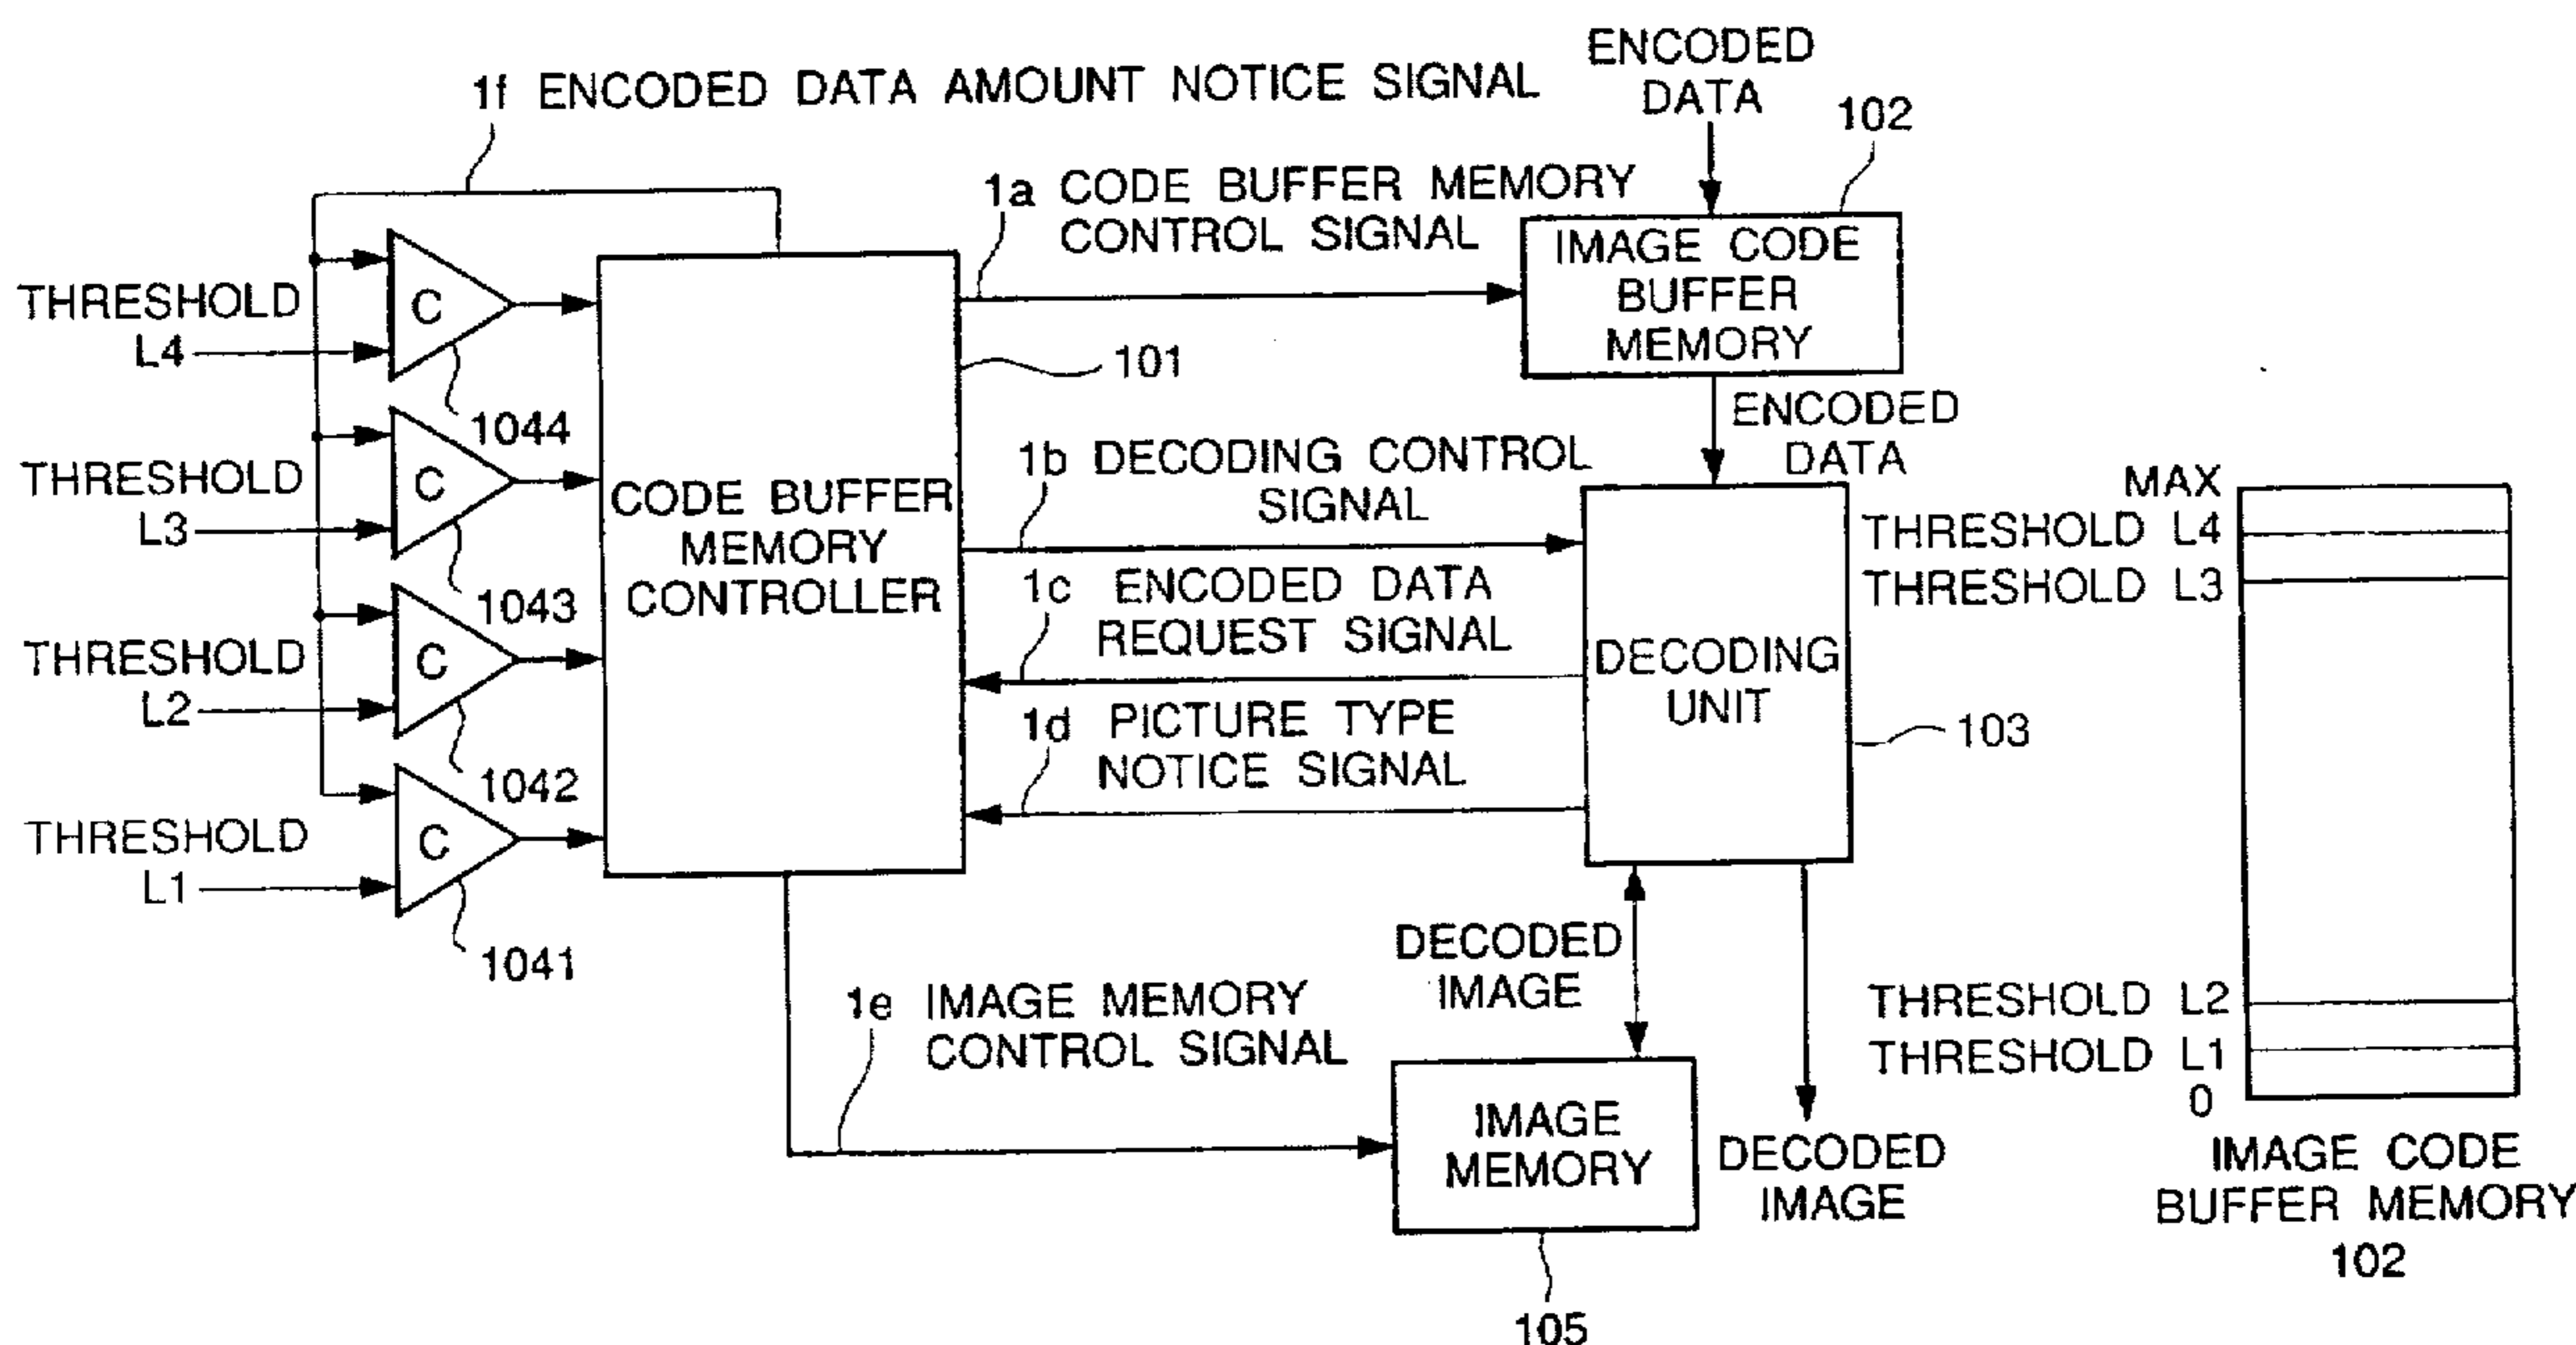 1f ENCODED DATA AMOUNT NOTICE SIGNAL
ENCODED
DATA
102
1a CODE BUFFER MEMORY
CONTROL SIGNAL
IMAGE CODE
BUFFER
MEMORY
THRESHOLD
L4
C
1044
101
ENCODED
DATA
THRESHOLD
L3
C
1043
CODE BUFFER
MEMORY
CONTROLLER
1b DECODING CONTROL
SIGNAL
1c ENCODED DATA
REQUEST SIGNAL
1d PICTURE TYPE
NOTICE SIGNAL
DECODING
UNIT
103
THRESHOLD
L2
C
1042
THRESHOLD
L1
C
1041
1e IMAGE MEMORY
CONTROL SIGNAL
DECODED
IMAGE
IMAGE
MEMORY
105
DECODED
IMAGE
MAX
THRESHOLD L4
THRESHOLD L3
THRESHOLD L2
THRESHOLD L1
0
IMAGE CODE
BUFFER MEMORY
102